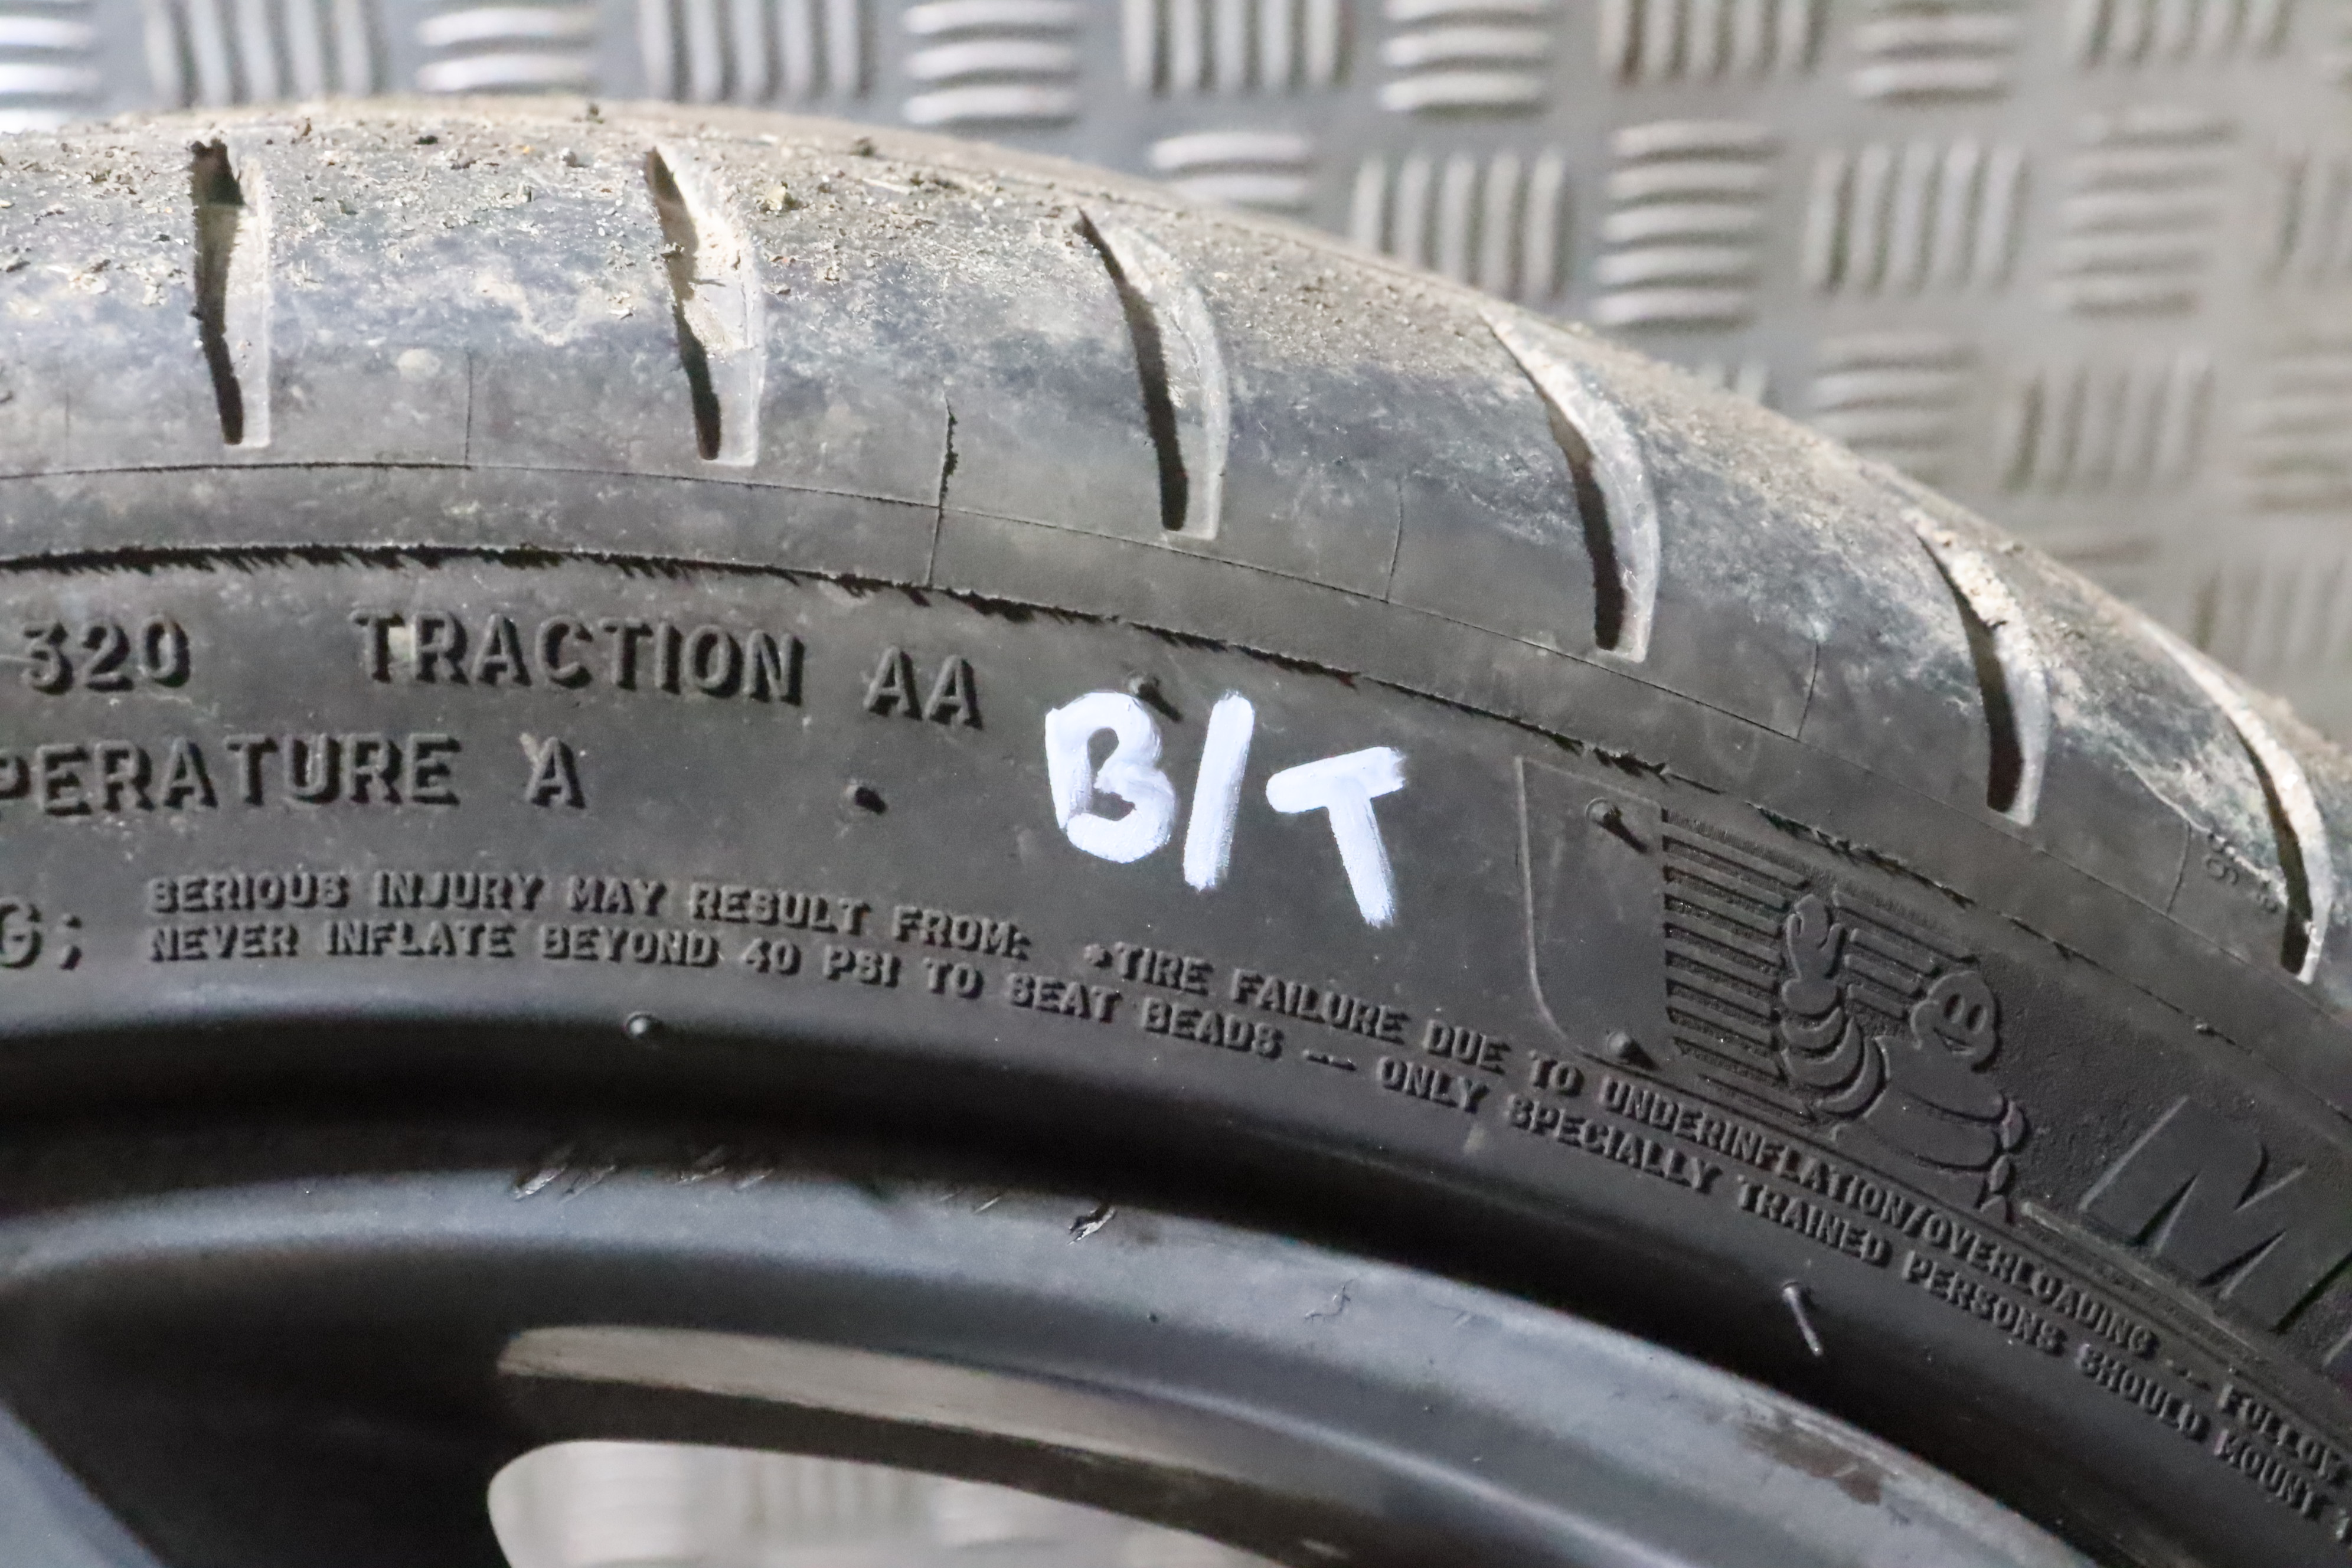 320 TRACTION AA
PERATURE A
B/T
G; SERIOUS INJURY MAY RESULT FROM: •TIRE FAILURE DUE TO UNDERINFLATION/OVERLOADING -- FOLLOW
NEVER INFLATE BEYOND 40 PSI TO SEAT BEADS -- ONLY SPECIALLY TRAINED PERSONS SHOULD MOUNT
M